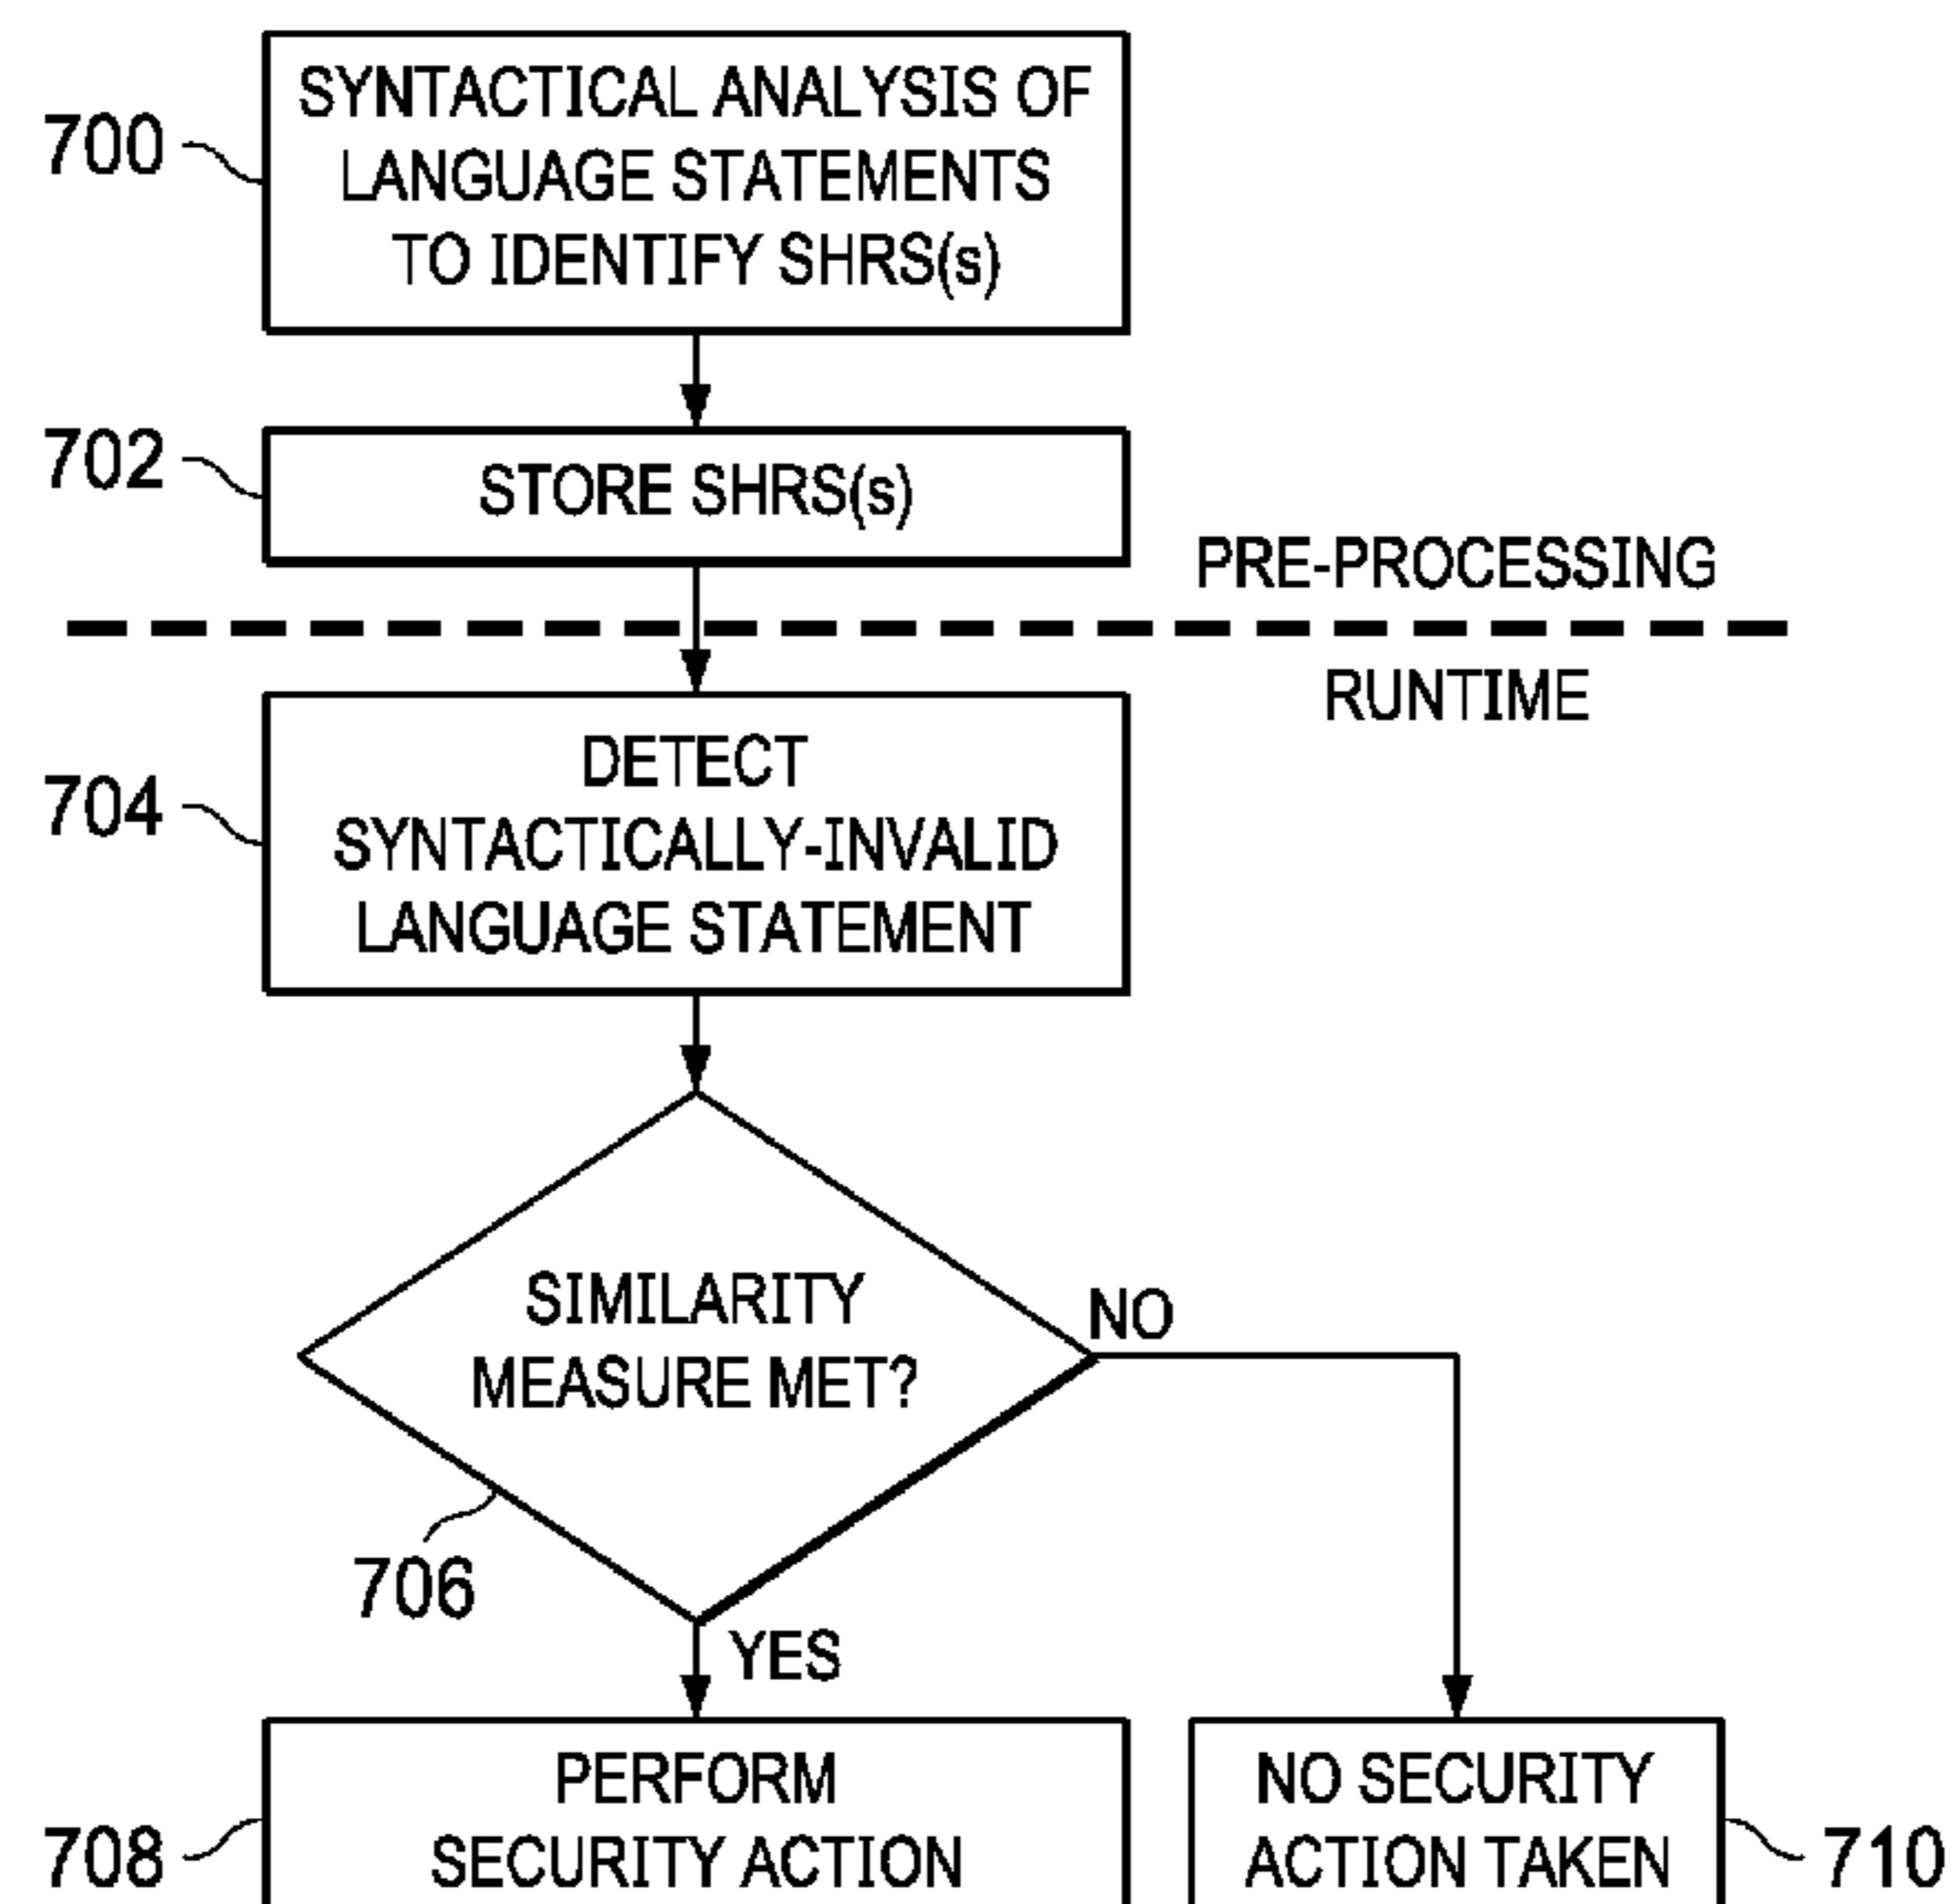 700
SYNTACTICAL ANALYSIS OF
LANGUAGE STATEMENTS
TO IDENTIFY SHRS(s)
702
STORE SHRS(s)
PRE-PROCESSING
RUNTIME
704
DETECT
SYNTACTICALLY-INVALID
LANGUAGE STATEMENT
SIMILARITY
MEASURE MET?
NO
706
YES
708
PERFORM
SECURITY ACTION
NO SECURITY
ACTION TAKEN
710